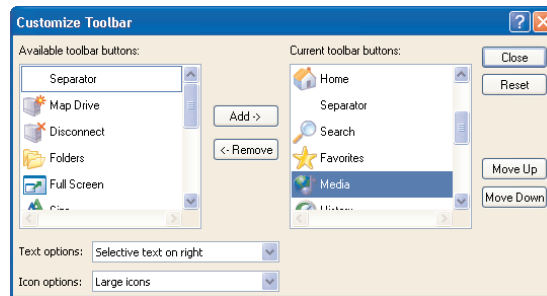 Customize Toolbar
Available toolbar buttons:
Separator
Map Drive
Disconnect
Folders
Full Screen
Size
Add ->
<- Remove
Current toolbar buttons:
Home
Separator
Search
Favorites
Media
History
Close
Reset
Move Up
Move Down
Text options: Selective text on right
Icon options: Large icons